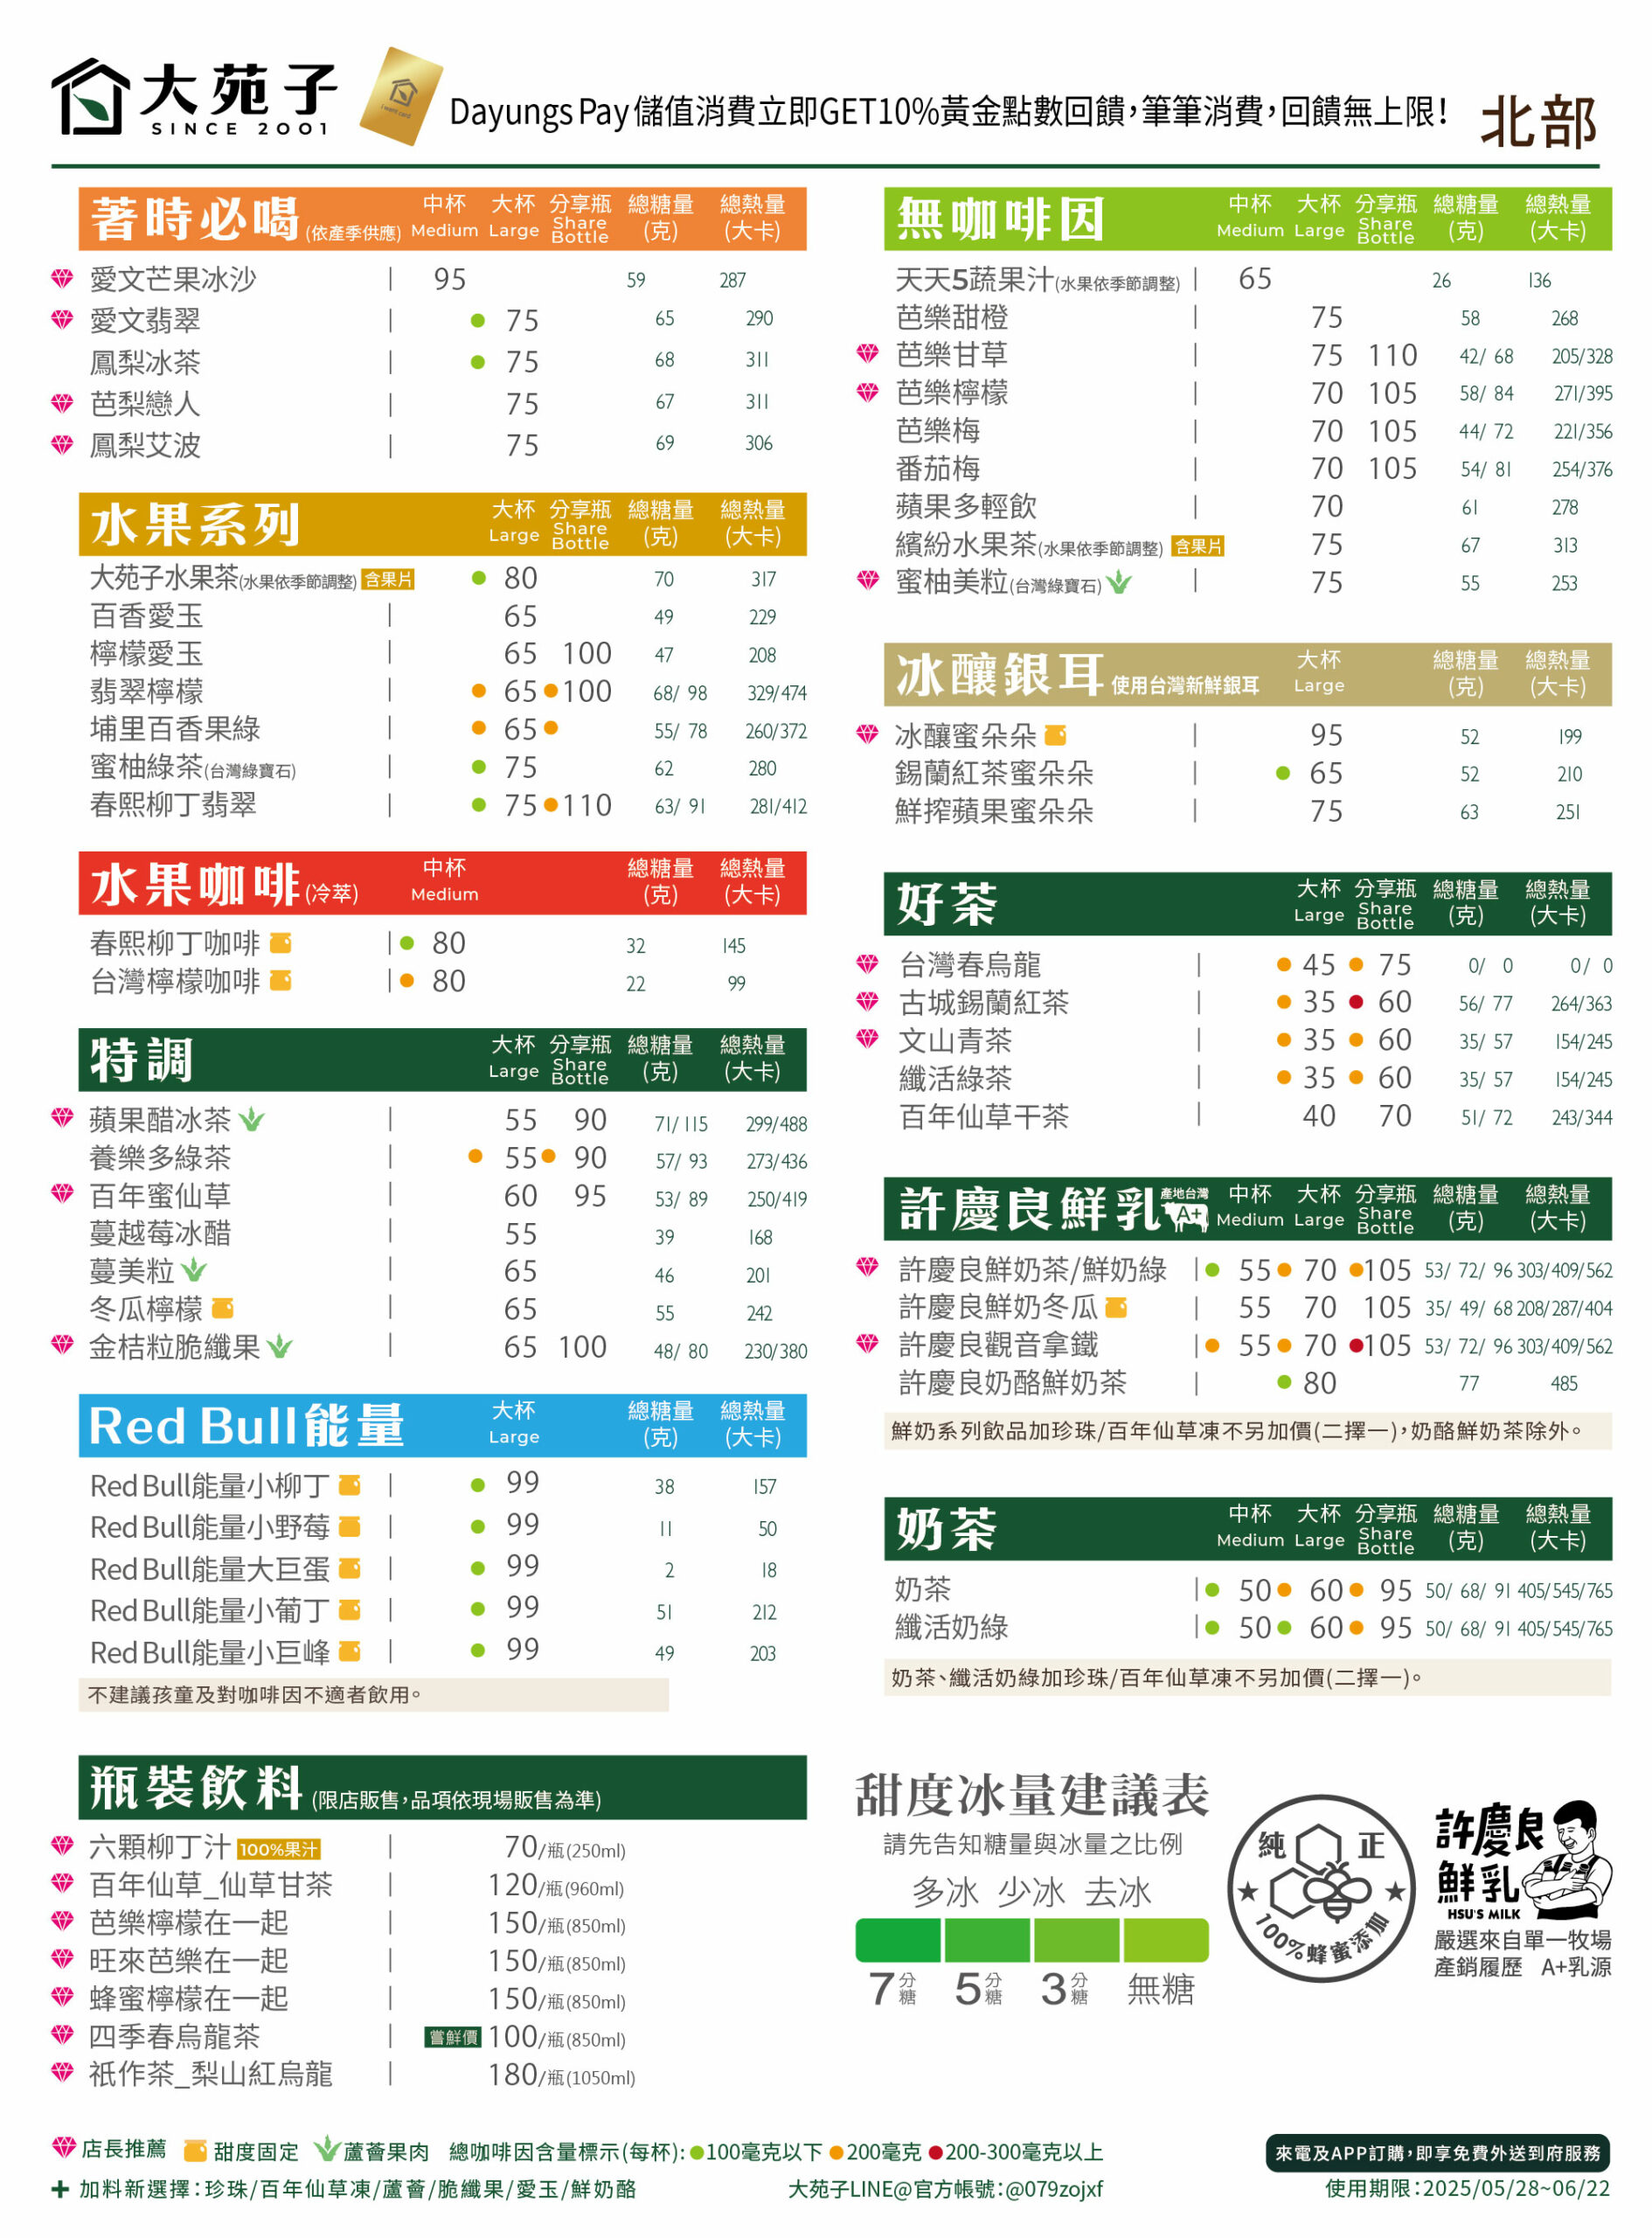 大苑子
SINCE 2001
Dayungs Pay儲值消費立即GET10%黃金點數回饋，筆筆消費，回饋無上限！
北部
著時必喝(依產季供應) 中杯 Medium 大杯 Large 分享瓶 Share Bottle 總糖量(克) 總熱量(大卡)
愛文芒果冰沙 | 95 59 287
愛文翡翠 | 75 65 290
鳳梨冰茶 | 75 68 311
芭梨戀人 | 75 67 311
鳳梨艾波 | 75 69 306
水果系列 大杯 Large 分享瓶 Share Bottle 總糖量(克) 總熱量(大卡)
大苑子水果茶(水果依季節調整) 含果片 80 70 317
百香愛玉 | 65 49 229
檸檬愛玉 | 65 100 47 208
翡翠檸檬 | 65 100 68/ 98 329/474
埔里百香果綠 | 65 55/ 78 260/372
蜜柚綠茶(台灣綠寶石) | 75 62 280
春熙柳丁翡翠 | 75 110 63/ 91 281/412
水果咖啡(冷萃) 中杯 Medium 總糖量(克) 總熱量(大卡)
春熙柳丁咖啡 | 80 32 145
台灣檸檬咖啡 | 80 22 99
特調 大杯 Large 分享瓶 Share Bottle 總糖量(克) 總熱量(大卡)
蘋果醋冰茶 | 55 90 71/ 115 299/488
養樂多綠茶 | 55 90 57/ 93 273/436
百年蜜仙草 | 60 95 53/ 89 250/419
蔓越莓冰醋 | 55 39 168
蔓美粒 | 65 46 201
冬瓜檸檬 | 65 55 242
金桔粒脆纖果 | 65 100 48/ 80 230/380
Red Bull能量 大杯 Large 總糖量(克) 總熱量(大卡)
Red Bull能量小柳丁 | 99 38 157
Red Bull能量小野莓 | 99 11 50
Red Bull能量大巨蛋 | 99 2 18
Red Bull能量小葡丁 | 99 51 212
Red Bull能量小巨峰 | 99 49 203
不建議孩童及對咖啡因不適者飲用。
瓶裝飲料(限店販售，品項依現場販售為準)
六顆柳丁汁 100%果汁 | 70/瓶(250ml)
百年仙草_仙草甘茶 | 120/瓶(960ml)
芭樂檸檬在一起 | 150/瓶(850ml)
旺來芭樂在一起 | 150/瓶(850ml)
蜂蜜檸檬在一起 | 150/瓶(850ml)
四季春烏龍茶 | 嘗鮮價 100/瓶(850ml)
祇作茶_梨山紅烏龍 | 180/瓶(1050ml)
無咖啡因 中杯 Medium 大杯 Large 分享瓶 Share Bottle 總糖量(克) 總熱量(大卡)
天天5蔬果汁(水果依季節調整) | 65 26 136
芭樂甜橙 | 75 58 268
芭樂甘草 | 75 110 42/ 68 205/328
芭樂檸檬 | 70 105 58/ 84 271/395
芭樂梅 | 70 105 44/ 72 221/356
番茄梅 | 70 105 54/ 81 254/376
蘋果多輕飲 | 70 61 278
繽紛水果茶(水果依季節調整) 含果片 75 67 313
蜜柚美粒(台灣綠寶石) | 75 55 253
冰釀銀耳 使用台灣新鮮銀耳 大杯 Large 總糖量(克) 總熱量(大卡)
冰釀蜜朵朵 | 95 52 199
錫蘭紅茶蜜朵朵 | 65 52 210
鮮搾蘋果蜜朵朵 | 75 63 251
好茶 大杯 Large 分享瓶 Share Bottle 總糖量(克) 總熱量(大卡)
台灣春烏龍 | 45 75 0/ 0 0/ 0
古城錫蘭紅茶 | 35 60 56/ 77 264/363
文山青茶 | 35 60 35/ 57 154/245
纖活綠茶 | 35 60 35/ 57 154/245
百年仙草干茶 | 40 70 51/ 72 243/344
許慶良鮮乳 產地台灣 A+ 中杯 Medium 大杯 Large 分享瓶 Share Bottle 總糖量(克) 總熱量(大卡)
許慶良鮮奶茶/鮮奶綠 | 55 70 105 53/ 72/ 96 303/409/562
許慶良鮮奶冬瓜 | 55 70 105 35/ 49/ 68 208/287/404
許慶良觀音拿鐵 | 55 70 105 53/ 72/ 96 303/409/562
許慶良奶酪鮮奶茶 | 80 77 485
鮮奶系列飲品加珍珠/百年仙草凍不另加價(二擇一)，奶酪鮮奶茶除外。
奶茶 中杯 Medium 大杯 Large 分享瓶 Share Bottle 總糖量(克) 總熱量(大卡)
奶茶 | 50 60 95 50/ 68/ 91 405/545/765
纖活奶綠 | 50 60 95 50/ 68/ 91 405/545/765
奶茶、纖活奶綠加珍珠/百年仙草凍不另加價(二擇一)。
甜度冰量建議表
請先告知糖量與冰量之比例
多冰 少冰 去冰
7分糖 5分糖 3分糖 無糖
純正
100%蜂蜜添加
許慶良鮮乳
HSU'S MILK
嚴選來自單一牧場
產銷履歷 A+乳源
店長推薦 甜度固定 蘆薈果肉 總咖啡因含量標示(每杯)：100毫克以下 200毫克 200-300毫克以上
來電及APP訂購，即享免費外送到府服務
+ 加料新選擇：珍珠/百年仙草凍/蘆薈/脆纖果/愛玉/鮮奶酪
大苑子LINE@官方帳號：@079zojxf
使用期限：2025/05/28~06/22